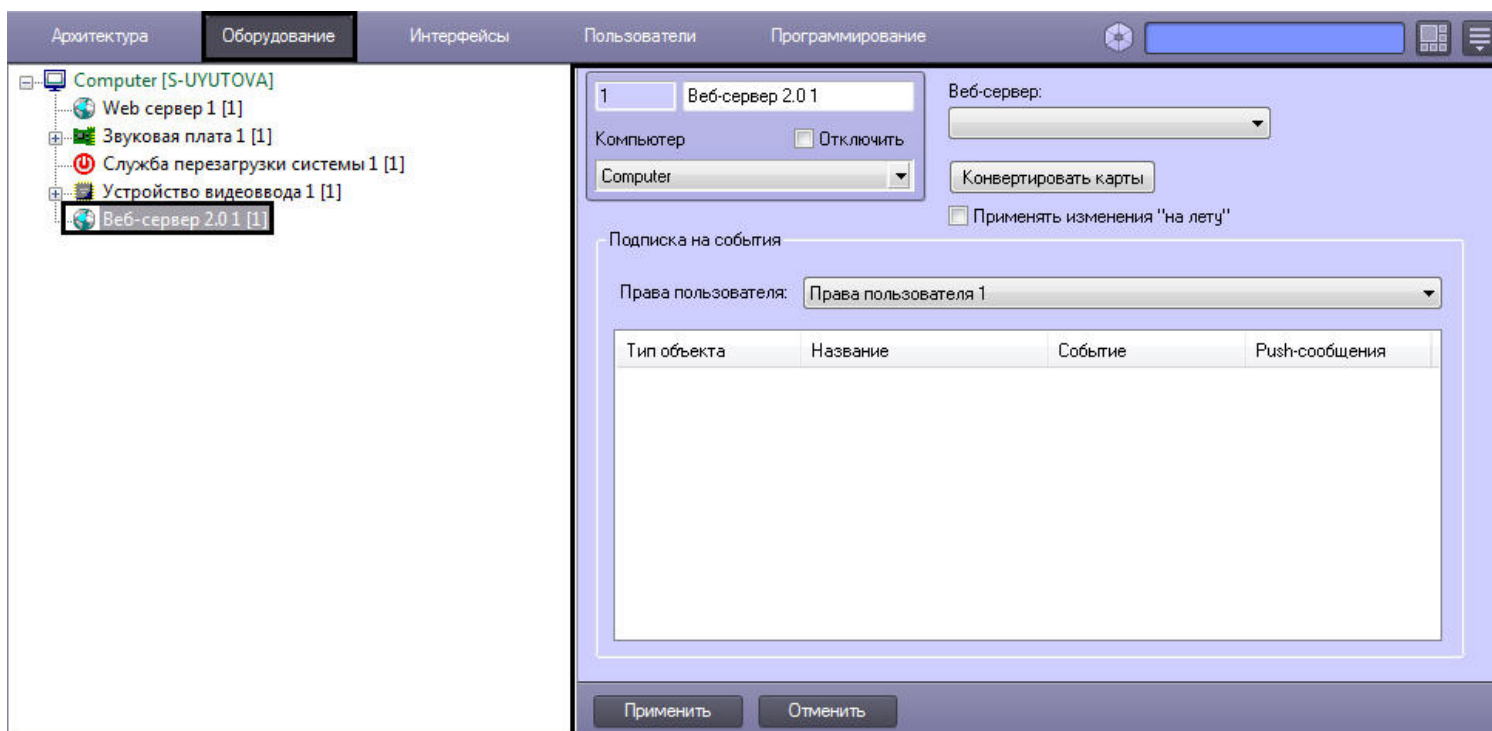 Архитектура Оборудование Интерфейсы Пользователи Программирование
Computer [S-UYUTOVA]
Web сервер 1 [1]
Звуковая плата 1 [1]
Служба перезагрузки системы 1 [1]
Устройство видеоввода 1 [1]
Веб-сервер 2.0 1 [1]
1 Веб-сервер 2.0 1
Компьютер Отключить
Computer
Веб-сервер:
Конвертировать карты
Применять изменения "на лету"
Подписка на события
Права пользователя: Права пользователя 1
Тип объекта Название Событие Push-сообщения
Применить Отменить